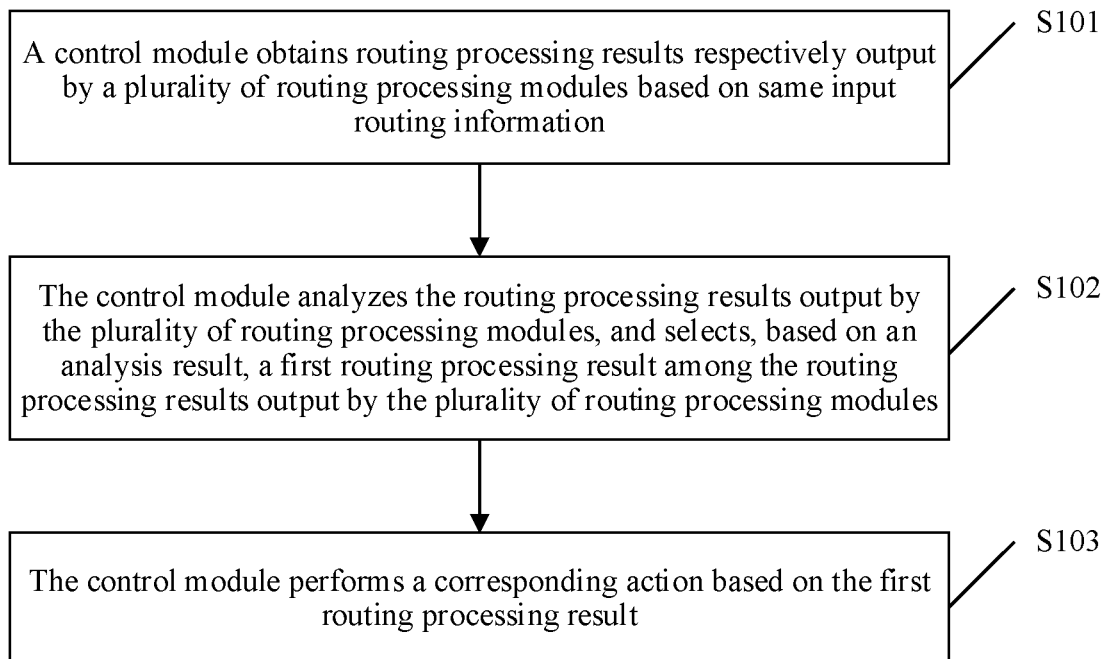 S101
A control module obtains routing processing results respectively output
by a plurality of routing processing modules based on same input
routing information
S102
The control module analyzes the routing processing results output by
the plurality of routing processing modules, and selects, based on an
analysis result, a first routing processing result among the routing
processing results output by the plurality of routing processing modules
S103
The control module performs a corresponding action based on the first
routing processing result